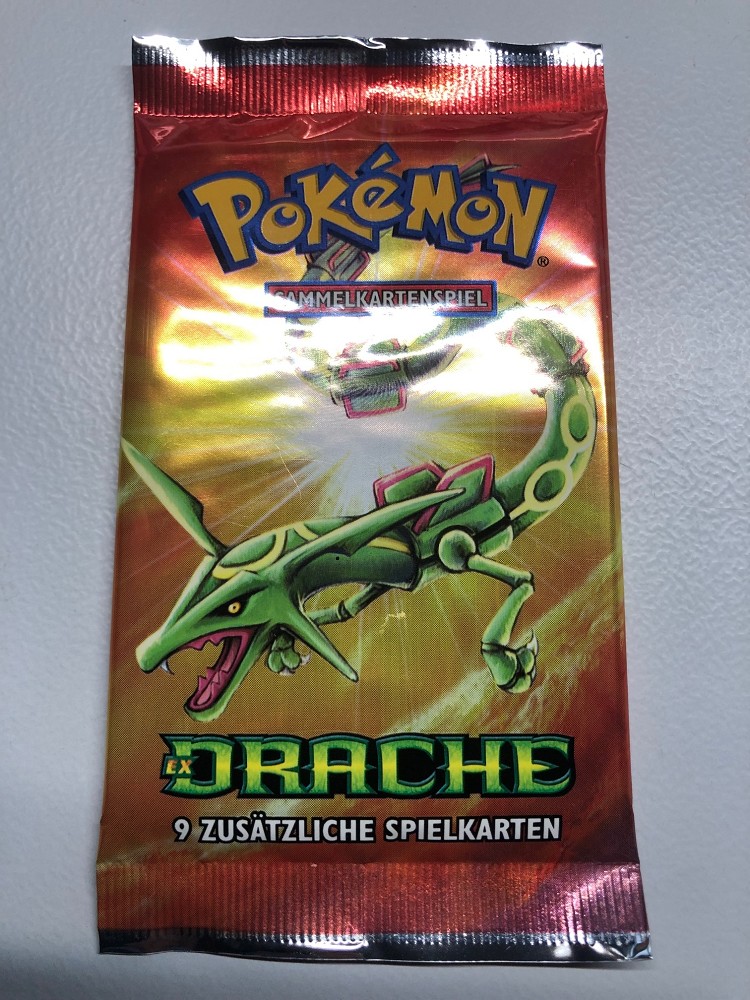 POKéMON®
SAMMELKARTENSPIEL
EX DRACHE
9 ZUSÄTZLICHE SPIELKARTEN